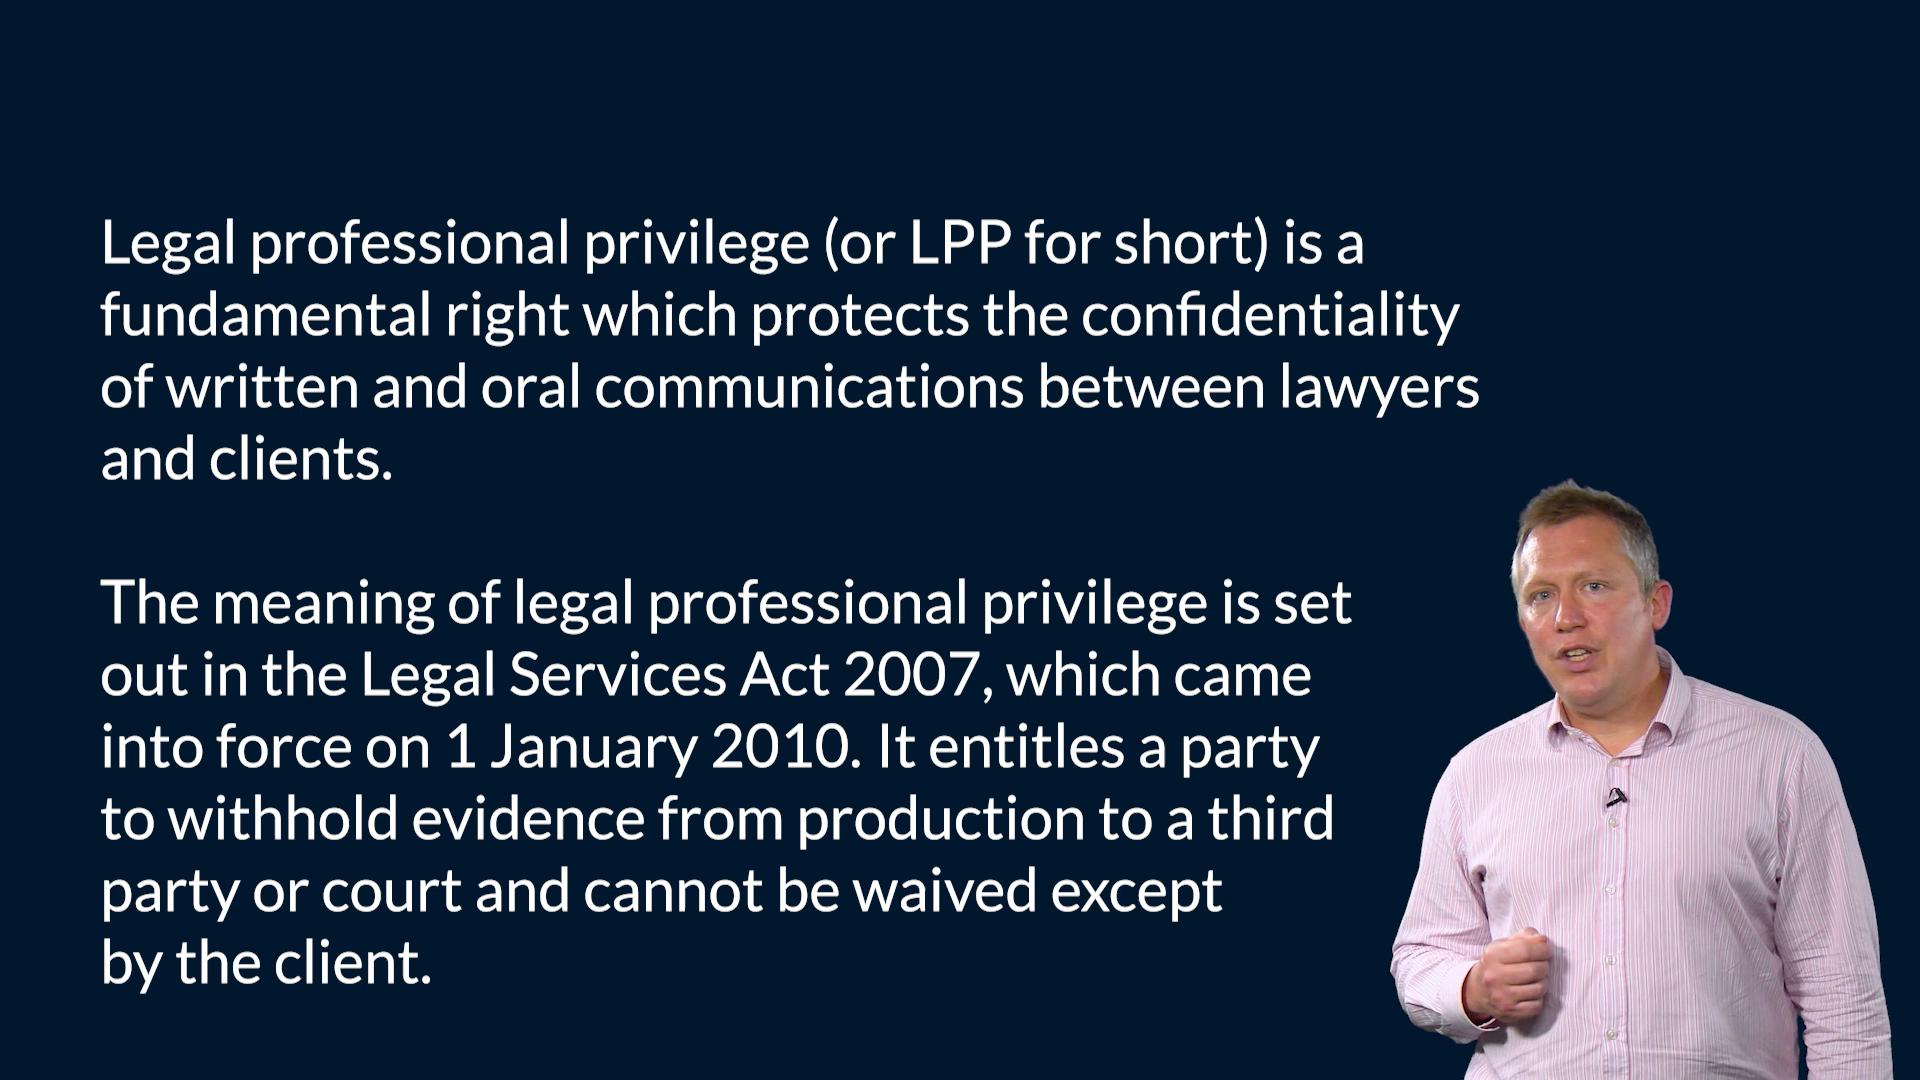 Legal professional privilege (or LPP for short) is a
fundamental right which protects the confidentiality
of written and oral communications between lawyers
and clients.
The meaning of legal professional privilege is set
out in the Legal Services Act 2007, which came
into force on 1 January 2010. It entitles a party
to withhold evidence from production to a third
party or court and cannot be waived except
by the client.